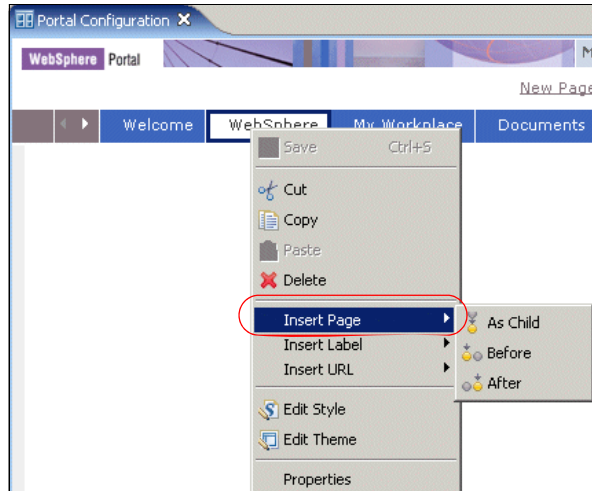 Portal Configuration
WebSphere Portal M
New Page
Welcome WebSphere My Workplace Documents
Save Ctrl+S
Cut
Copy
Paste
Delete
Insert Page
As Child
Insert Label
Before
Insert URL
After
Edit Style
Edit Theme
Properties